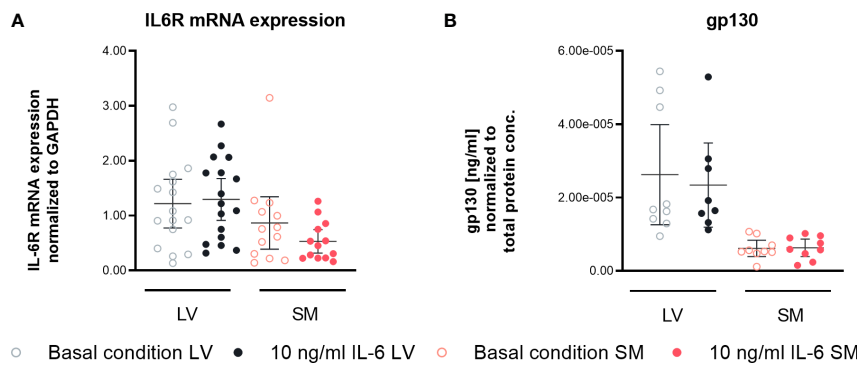 A
IL6R mRNA expression
IL-6R mRNA expression
normalized to GAPDH
4.00
3.00
2.00
1.00
0.00
LV
SM
B
gp130
gp130 [ng/ml]
normalized to
total protein conc.
6.00e-005
4.00e-005
2.00e-005
0.00
LV
SM
Basal condition LV
10 ng/ml IL-6 LV
Basal condition SM
10 ng/ml IL-6 SM